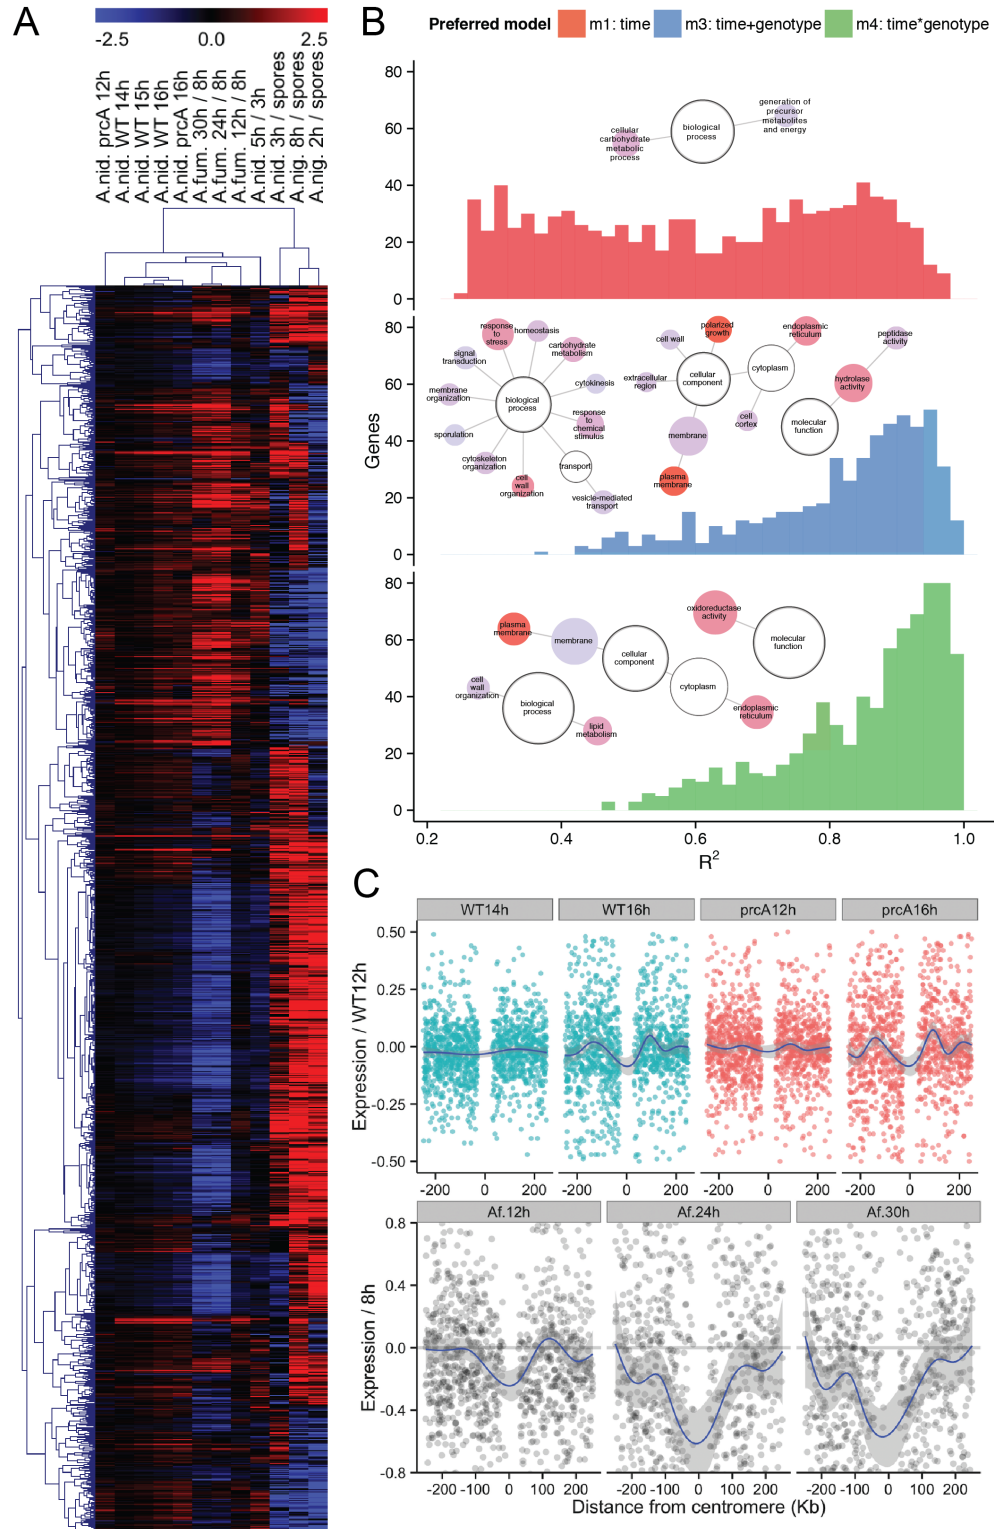 A
-2.5 0.0 2.5
A.nid. prcA 12h
A.nid. WT 14h
A.nid. WT 15h
A.nid. WT 16h
A.nid. prcA 16h
A.fum. 30h / 8h
A.fum. 24h / 8h
A.fum. 12h / 8h
A.nid. 5h / 3h
A.nid. 3h / spores
A.nig. 8h / spores
A.nig. 2h / spores
B
Preferred model m1: time m3: time+genotype m4: time*genotype
Genes
80
60
40
20
0
cellular
carbohydrate
metabolic
process
biological
process
generation of
precursor
metabolites
and energy
80
60
40
20
0
response
to
stress
homeostasis
carbohydrate
metabolism
signal
transduction
cytokinesis
membrane
organization
biological
process
response
to
chemical
stimulus
sporulation
cytoskeleton
organization
transport
cell
wall
organization
vesicle-mediated
transport
cell wall
polarized
growth
endoplasmic
reticulum
peptidase
activity
extracellular
region
cellular
component
cytoplasm
hydrolase
activity
membrane
cell
cortex
molecular
function
plasma
membrane
80
60
40
20
0
plasma
membrane
membrane
cellular
component
oxidoreductase
activity
molecular
function
cell
wall
organization
biological
process
cytoplasm
lipid
metabolism
endoplasmic
reticulum
0.2 0.4 0.6 0.8 1.0
R2
C
WT14h WT16h prcA12h prcA16h
Expression / WT12h
0.50
0.25
0.00
-0.25
-0.50
-200 0 200 -200 0 200 -200 0 200 -200 0 200
Af.12h Af.24h Af.30h
Expression / 8h
0.8
0.4
0.0
-0.4
-0.8
-200 -100 0 100 200 -200 -100 0 100 200 -200 -100 0 100 200
Distance from centromere (Kb)